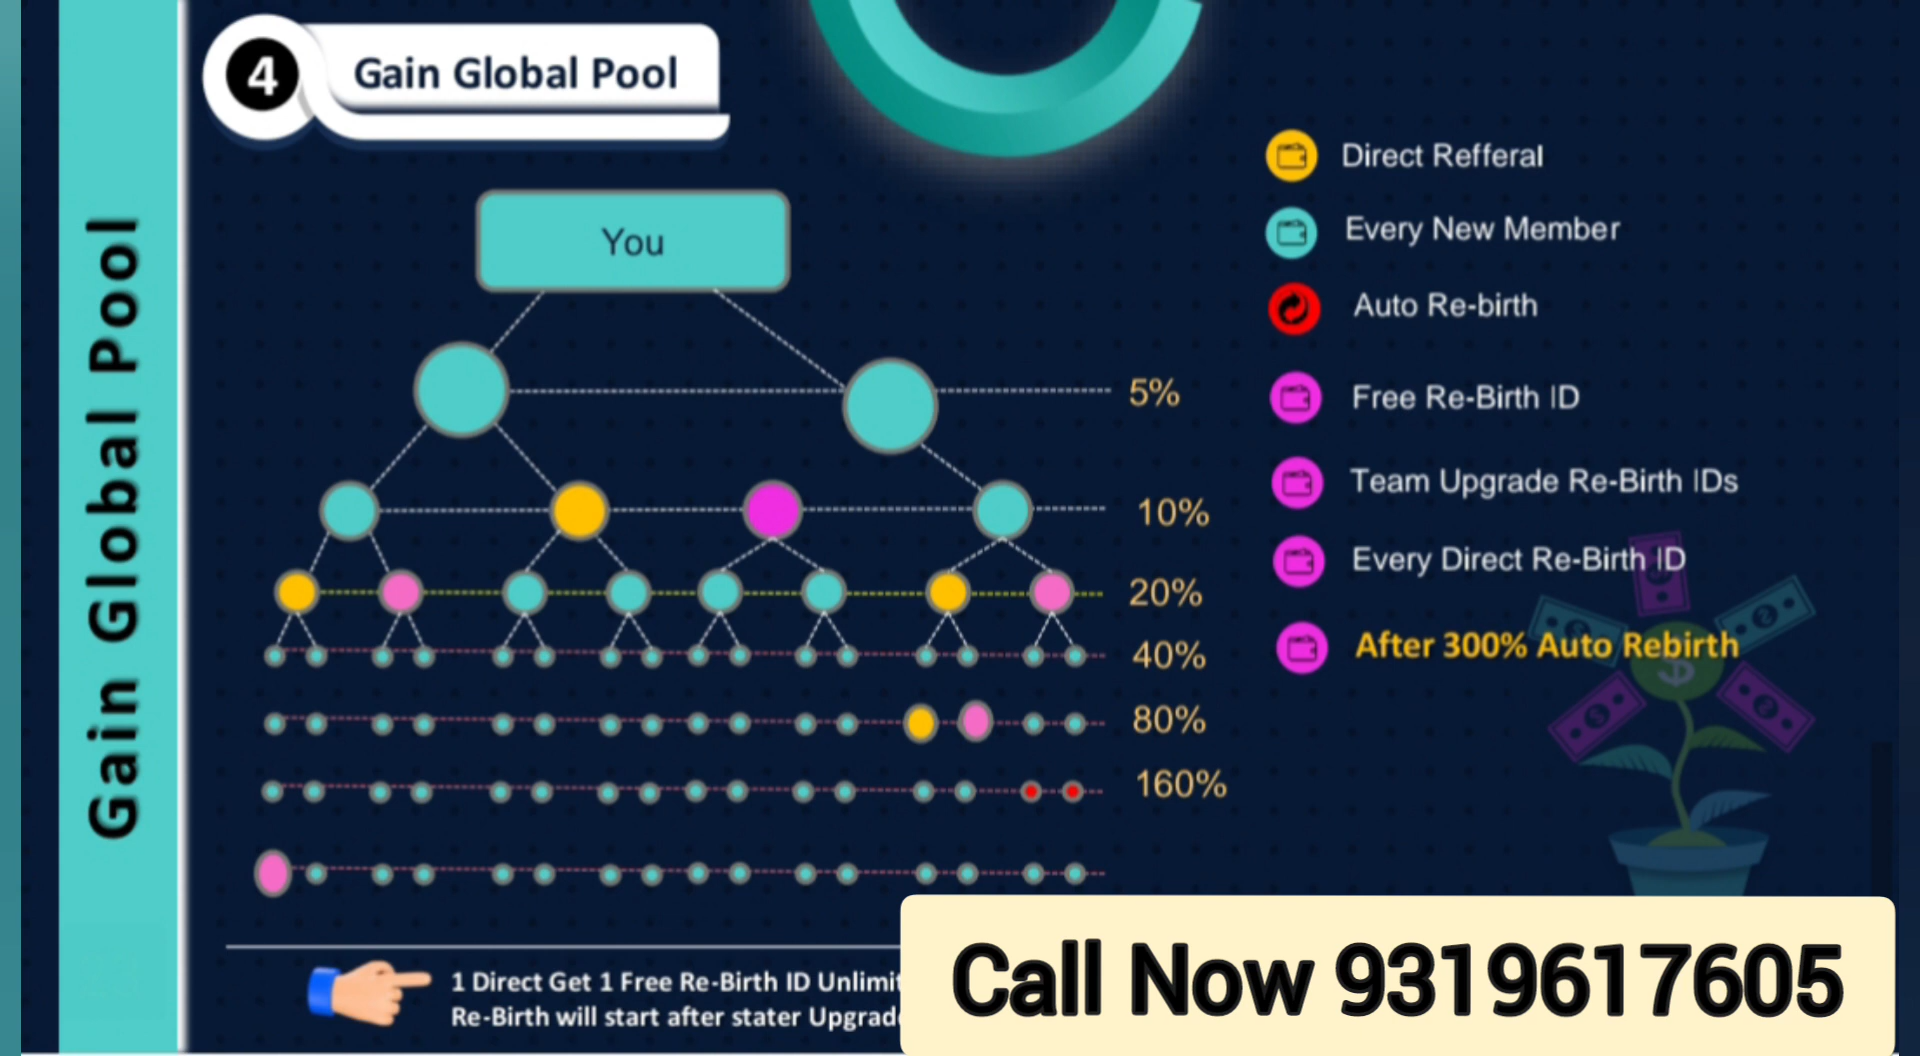 4
Gain Global Pool
Gain Global Pool
You
5%
10%
20%
40%
80%
160%
Direct Refferal
Every New Member
Auto Re-birth
Free Re-Birth ID
Team Upgrade Re-Birth IDs
Every Direct Re-Birth ID
After 300% Auto Rebirth
$
1 Direct Get 1 Free Re-Birth ID
Re-Birth will start after stater
Call Now 9319617605